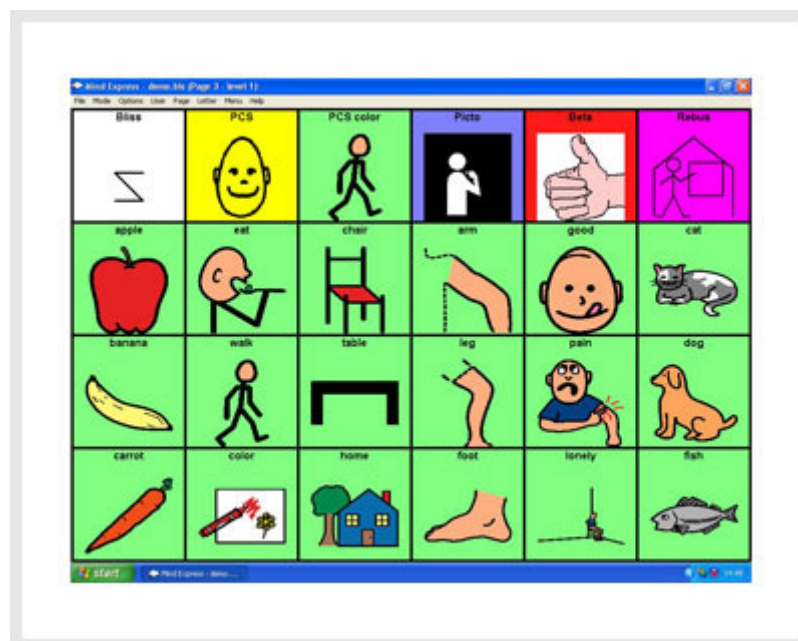 Mind Express - demo.bls (Page 3 - level 1)
File Mode Options User Page Letter Menu Help
Bliss PCS PCS color Picto Beta Rebus
apple eat chair arm good cat
banana walk table leg pain dog
carrot color home foot lonely fish
start Mind Express - demo....